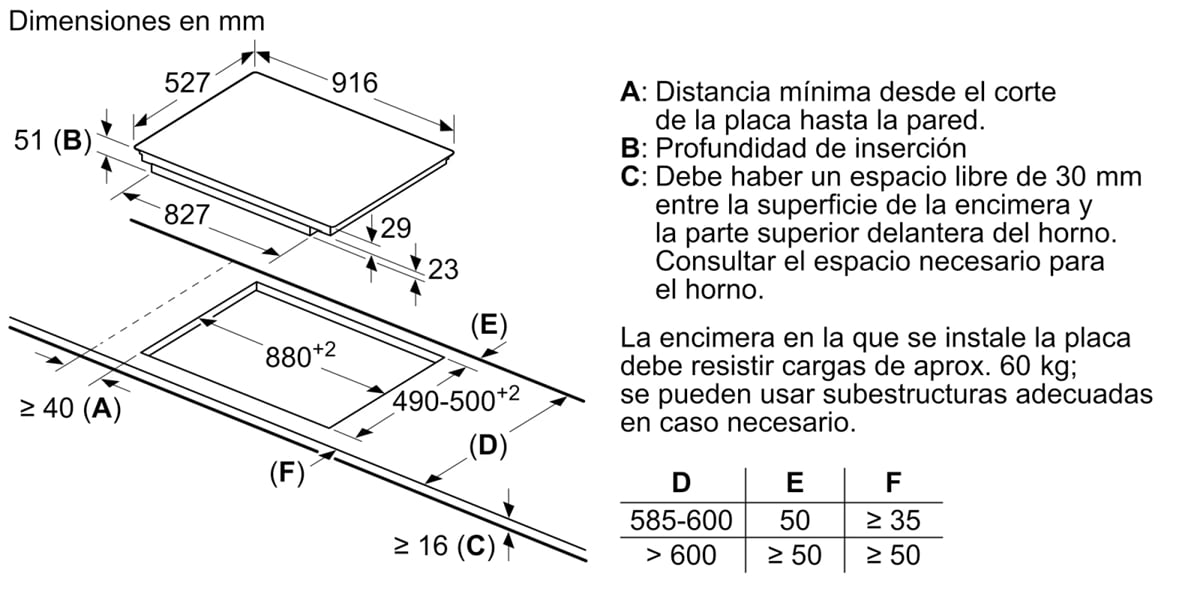 Dimensiones en mm
527
916
51 (B)
827
29
23
(E)
880+2
490-500+2
≥ 40 (A)
(D)
(F)
≥ 16 (C)
A: Distancia mínima desde el corte
de la placa hasta la pared.
B: Profundidad de inserción
C: Debe haber un espacio libre de 30 mm
entre la superficie de la encimera y
la parte superior delantera del horno.
Consultar el espacio necesario para
el horno.
La encimera en la que se instale la placa
debe resistir cargas de aprox. 60 kg;
se pueden usar subestructuras adecuadas
en caso necesario.
D E F
585-600 50 ≥ 35
> 600 ≥ 50 ≥ 50